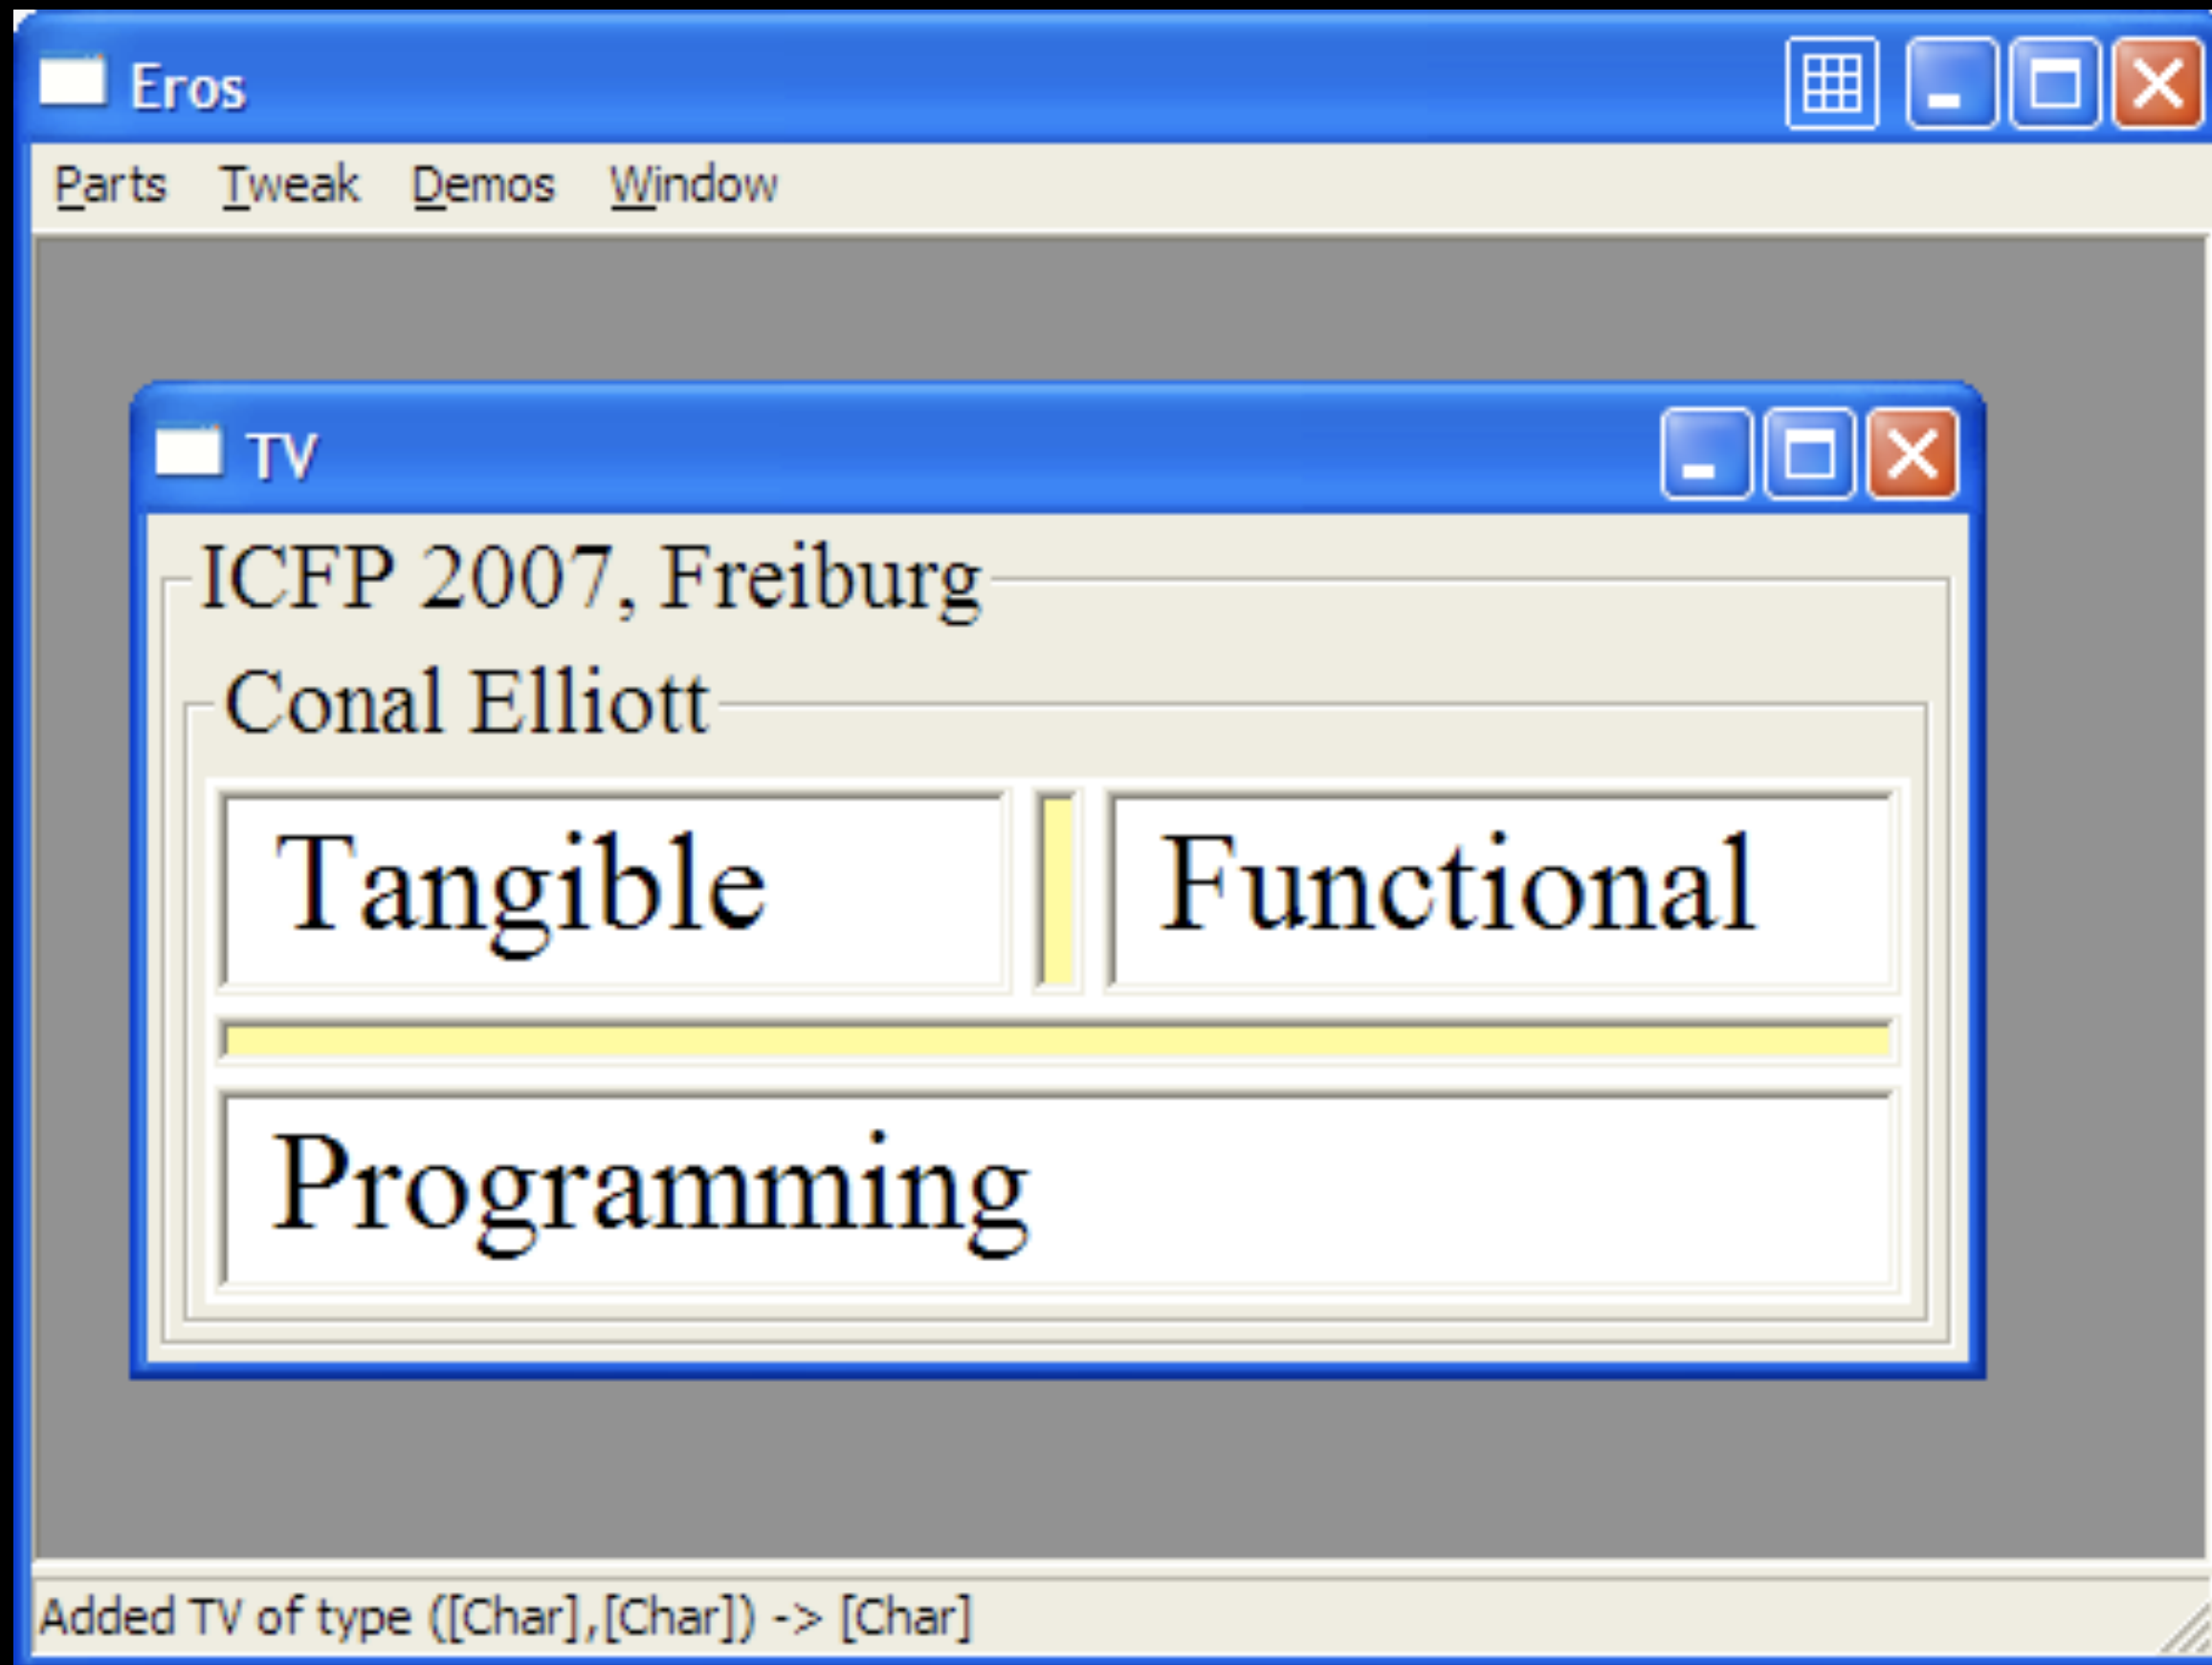 Eros
Parts Tweak Demos Window
TV
ICFP 2007, Freiburg
Conal Elliott
Tangible Functional
Programming
Added TV of type ([Char],[Char]) -> [Char]